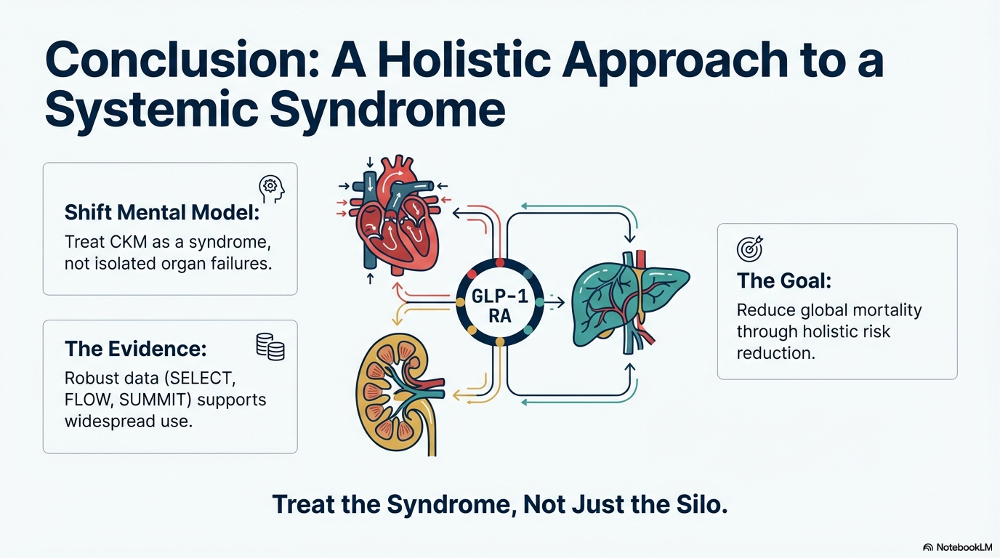 Conclusion: A Holistic Approach to a
Systemic Syndrome
Shift Mental Model:
Treat CKM as a syndrome,
not isolated organ failures.
The Evidence:
Robust data (SELECT,
FLOW, SUMMIT) supports
widespread use.
GLP-1
RA
The Goal:
Reduce global mortality
through holistic risk
reduction.
Treat the Syndrome, Not Just the Silo.
NotebookLM